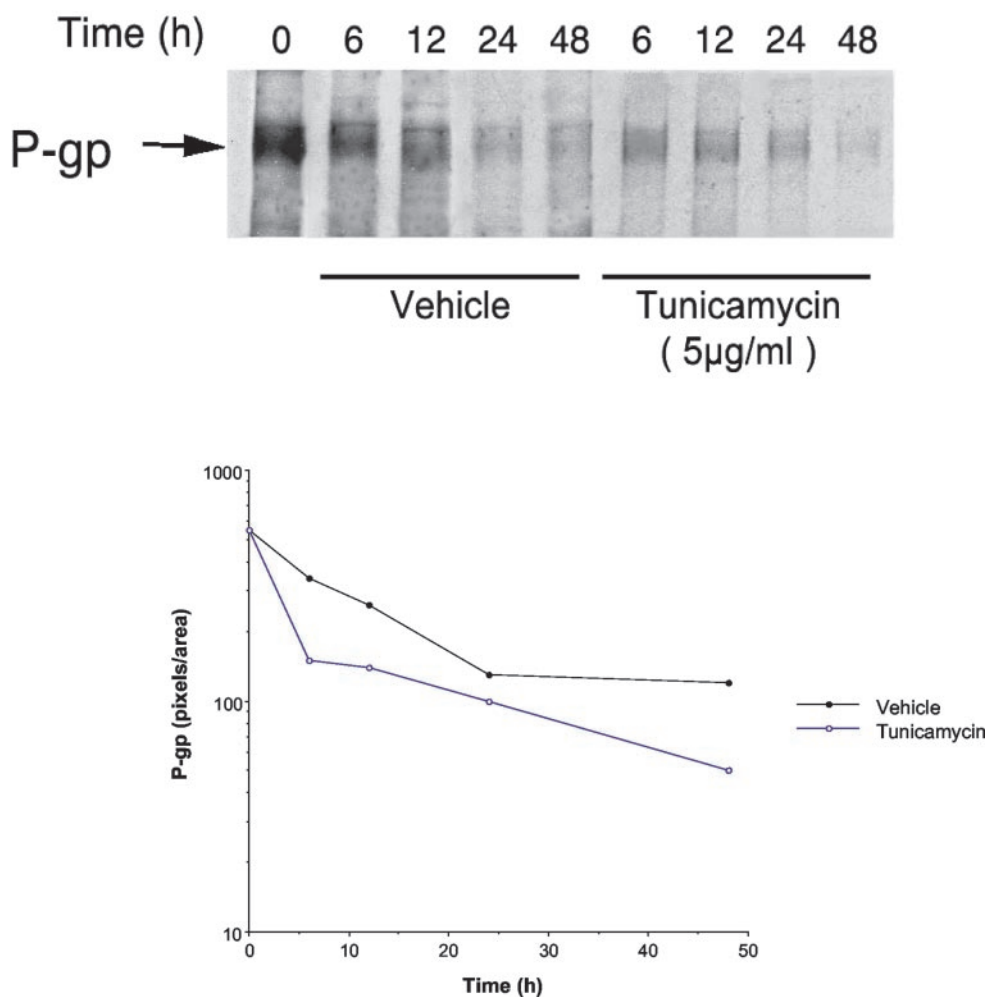 Time (h) 0 6 12 24 48 6 12 24 48
P-gp
Vehicle Tunicamycin
( 5µg/ml )
1000
100
10
P-gp (pixels/area)
0 10 20 30 40 50
Time (h)
Vehicle
Tunicamycin